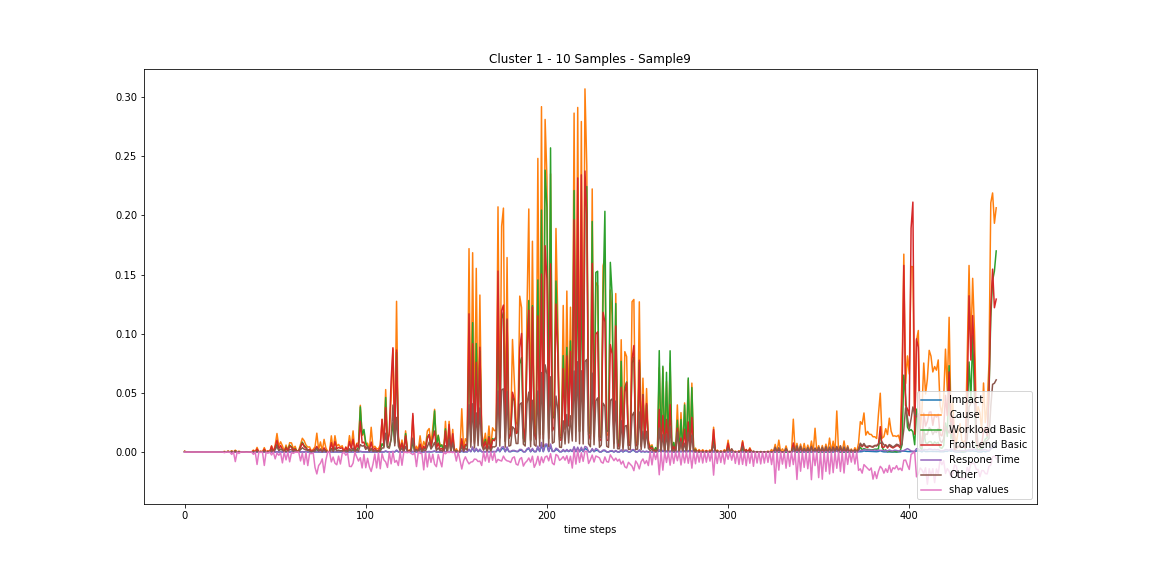 Cluster 1 - 10 Samples - Sample9
0.30
0.25
0.20
0.15
0.10
0.05
0.00
Impact
Cause
Workload Basic
Front-end Basic
Respone Time
Other
shap values
0 100 200 300 400
time steps